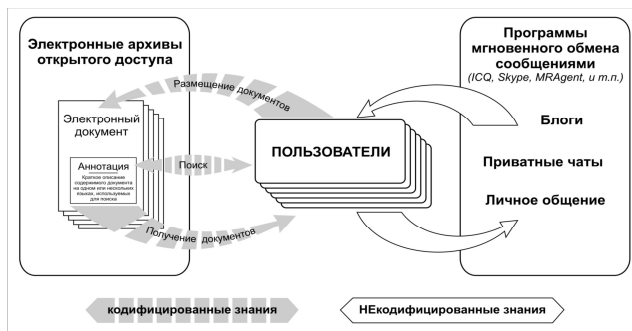 Электронные архивы
открытого доступа
Размещение документов
Электронный
документ
Аннотация
Краткое описание
содержимого документа
на одном или нескольких
языках, используемых
для поиска
Поиск
Получение документов
ПОЛЬЗОВАТЕЛИ
Программы
мгновенного обмена
сообщениями
(ICQ, Skype, MRAgent, и т.п.)
Блоги
Приватные чаты
Личное общение
кодифицированные знания
НЕкодифицированные знания